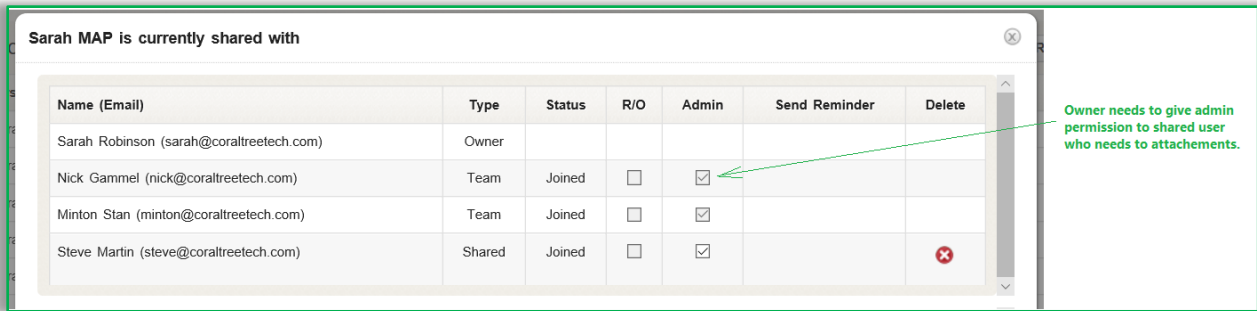 Sarah MAP is currently shared with
Name (Email) Type Status R/O Admin Send Reminder Delete
Sarah Robinson (sarah@coraltreetech.com) Owner
Nick Gammel (nick@coraltreetech.com) Team Joined
Minton Stan (minton@coraltreetech.com) Team Joined
Steve Martin (steve@coraltreetech.com) Shared Joined
Owner needs to give admin
permission to shared user
who needs to attachements.